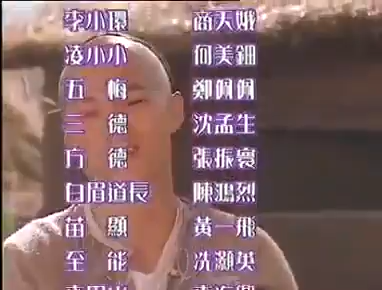 李小環 商天娥
凌小小 何美鈿
五梅 鄭佩佩
三德 沈孟生
方德 張振寰
白眉道長 陳鴻烈
苗顯 黃一飛
至能 冼灝英